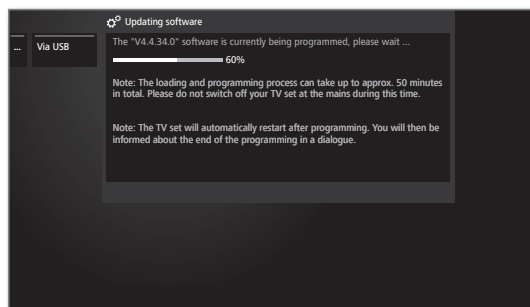 Updating software
... Via USB
The "V4.4.34.0" software is currently being programmed, please wait ...
60%
Note: The loading and programming process can take up to approx. 50 minutes
in total. Please do not switch off your TV set at the mains during this time.
Note: The TV set will automatically restart after programming. You will then be
informed about the end of the programming in a dialogue.